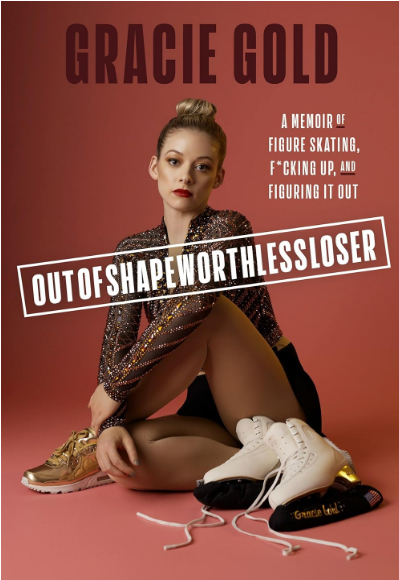 GRACIE GOLD
A MEMOIR OF
FIGURE SKATING,
F*CKING UP, AND
FIGURING IT OUT
OUTOFSHAPEWORTHLESSLOSER
Gracie Gold